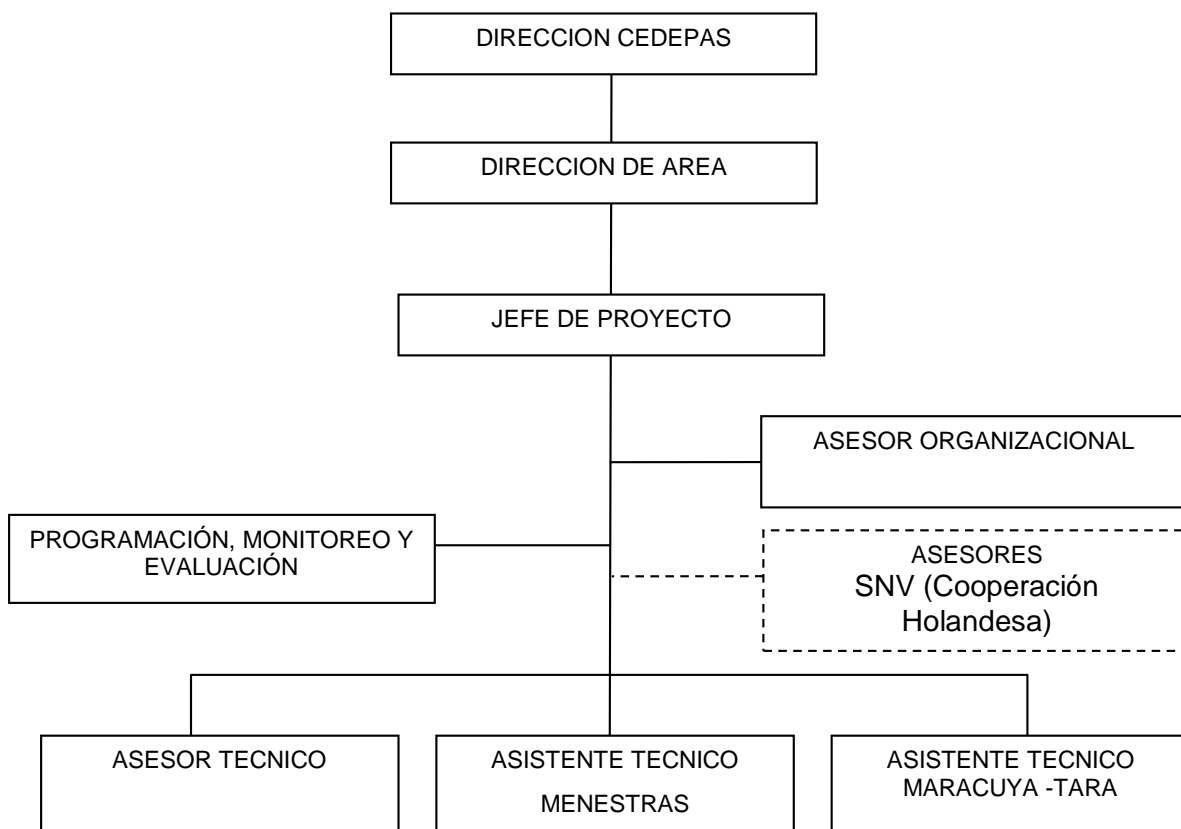 DIRECCION CEDEPAS
DIRECCION DE AREA
JEFE DE PROYECTO
ASESOR ORGANIZACIONAL
PROGRAMACIÓN, MONITOREO Y
EVALUACIÓN
ASESORES
SNV (Cooperación
Holandesa)
ASESOR TECNICO
ASISTENTE TECNICO
MENESTRAS
ASISTENTE TECNICO
MARACUYA -TARA